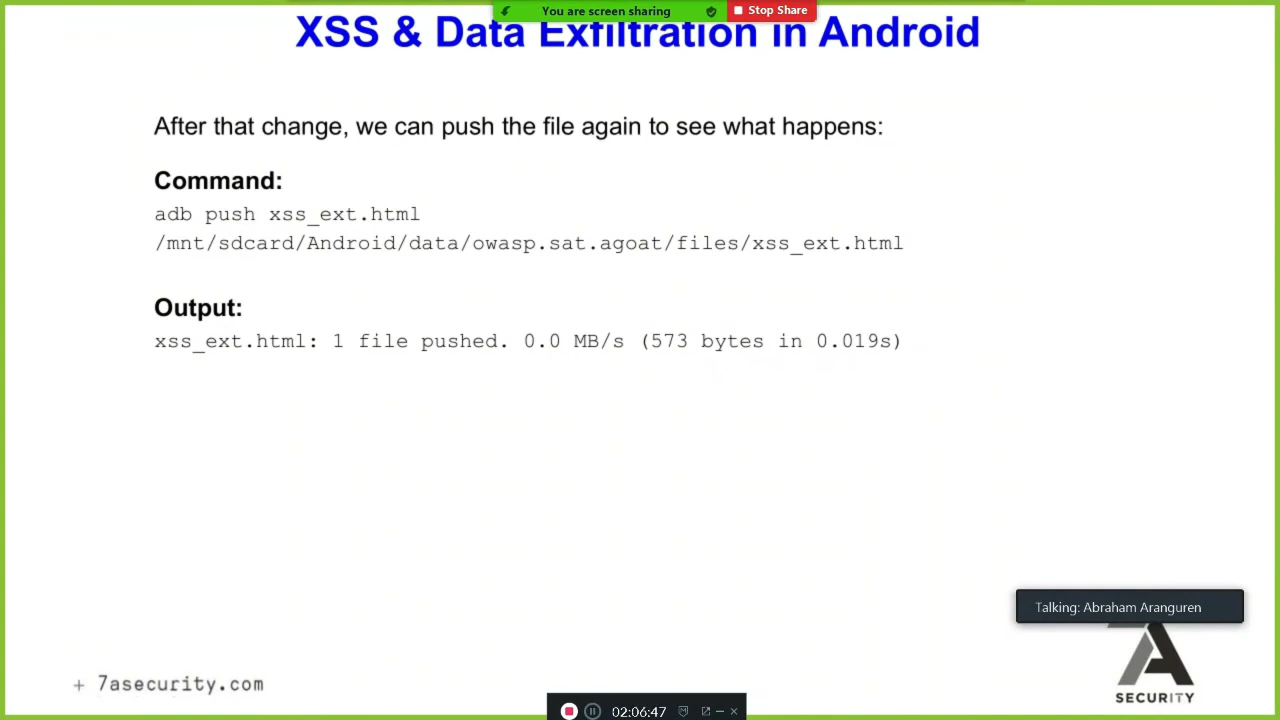 You are screen sharing
Stop Share
XSS & Data Exfiltration in Android
After that change, we can push the file again to see what happens:
Command:
adb push xss_ext.html
/mnt/sdcard/Android/data/owasp.sat.agoat/files/xss_ext.html
Output:
xss_ext.html: 1 file pushed. 0.0 MB/s (573 bytes in 0.019s)
Talking: Abraham Aranguren
7A
SECURITY
+ 7asecurity.com
02:06:47